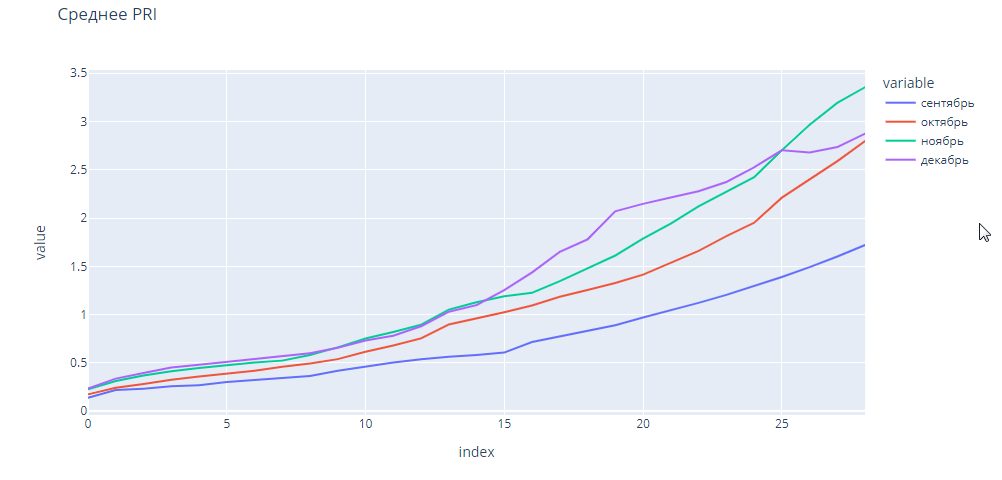 Среднее PRI
variable
сентябрь
октябрь
ноябрь
декабрь
value
3.5
3
2.5
2
1.5
1
0.5
0
0 5 10 15 20 25
index